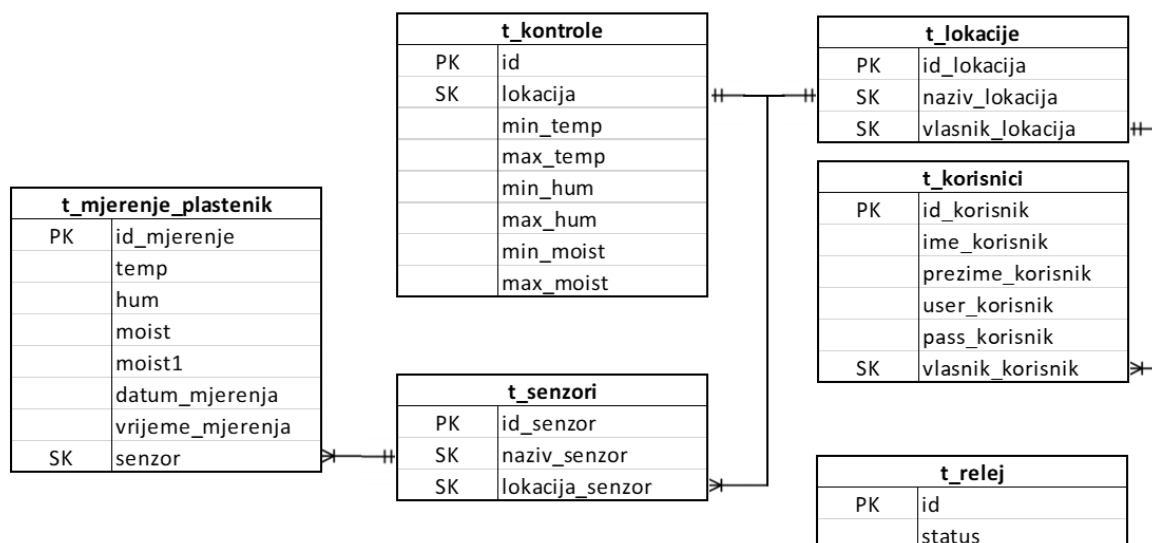 t_kontrole
PK id
SK lokacija
min_temp
max_temp
min_hum
max_hum
min_moist
max_moist
t_lokacije
PK id_lokacija
SK naziv_lokacija
SK vlasnik_lokacija
t_korisnici
PK id_korisnik
ime_korisnik
prezime_korisnik
user_korisnik
pass_korisnik
SK vlasnik_korisnik
t_mjerenje_plastenik
PK id_mjerenje
temp
hum
moist
moist1
datum_mjerenja
vrijeme_mjerenja
SK senzor
t_senzori
PK id_senzor
SK naziv_senzor
SK lokacija_senzor
t_relej
PK id
status